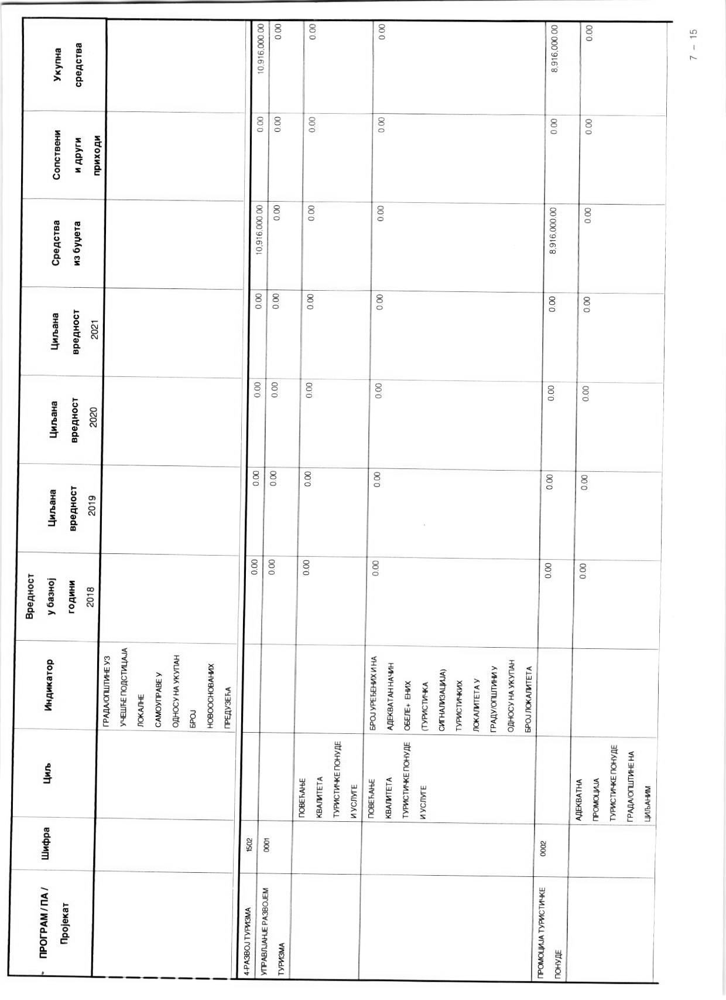 ПРОГРАМ / ПА /
Пројекат
Шифра
Циљ
Индикатор
Вредност
у базној
години
2018
Циљана
вредност
2019
Циљана
вредност
2020
Циљана
вредност
2021
Средства
из буџета
Сопствени
и други
приходи
Укупна
средства
ГРАДА/ОПШТИНЕ УЗ
УЧЕШЋЕ ПОДСТИЦАЈА
ЛОКАЛНЕ
САМОУПРАВЕ У
ОДНОСУ НА УКУПАН
БРОЈ
НОВООСНОВАНИХ
ПРЕДУЗЕЋА
4-РАЗВОЈ ТУРИЗМА 1502 0.00 0.00 0.00 0.00 10,916,000.00 0.00 10,916,000.00
УПРАВЉАЊЕ РАЗВОЈЕМ 0001 0.00 0.00 0.00 0.00 0.00 0.00 0.00
ТУРИЗМА
ПОВЕЋАЊЕ 0.00 0.00 0.00 0.00 0.00 0.00 0.00
КВАЛИТЕТА
ТУРИСТИЧКЕ ПОНУДЕ
И УСЛУГЕ
ПОВЕЋАЊЕ БРОЈ УРЕЂЕНИХ И НА 0.00 0.00 0.00 0.00 0.00 0.00 0.00
КВАЛИТЕТА АДЕКВАТАН НАЧИН
ТУРИСТИЧКЕ ПОНУДЕ ОБЕЛЕ+ ЕНИХ
И УСЛУГЕ (ТУРИСТИЧКА
СИГНАЛИЗАЦИЈА)
ТУРИСТИЧКИХ
ЛОКАЛИТЕТА У
ГРАДУ/ОПШТИНИ У
ОДНОСУ НА УКУПАН
БРОЈ ЛОКАЛИТЕТА
ПРОМОЦИЈА ТУРИСТИЧКЕ 0002 0.00 0.00 0.00 0.00 8,916,000.00 0.00 8,916,000.00
ПОНУДЕ
АДЕКВАТНА 0.00 0.00 0.00 0.00 0.00 0.00 0.00
ПРОМОЦИЈА
ТУРИСТИЧКЕ ПОНУДЕ
ГРАДА/ОПШТИНЕ НА
ЦИЉАНИМ
7 - 15